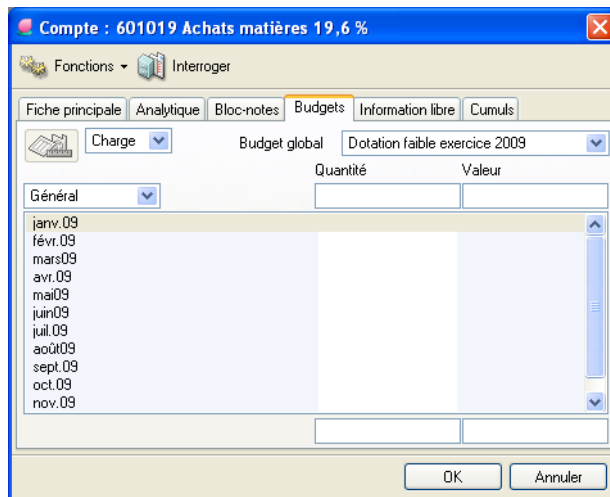 Compte : 601019 Achats matières 19,6 %
Fonctions Interroger
Fiche principale Analytique Bloc-notes Budgets Information libre Cumuls
Charge Budget global Dotation faible exercice 2009
Quantité Valeur
Général
janv.09
févr.09
mars09
avr.09
mai09
juin09
juil.09
août09
sept.09
oct.09
nov.09
OK Annuler